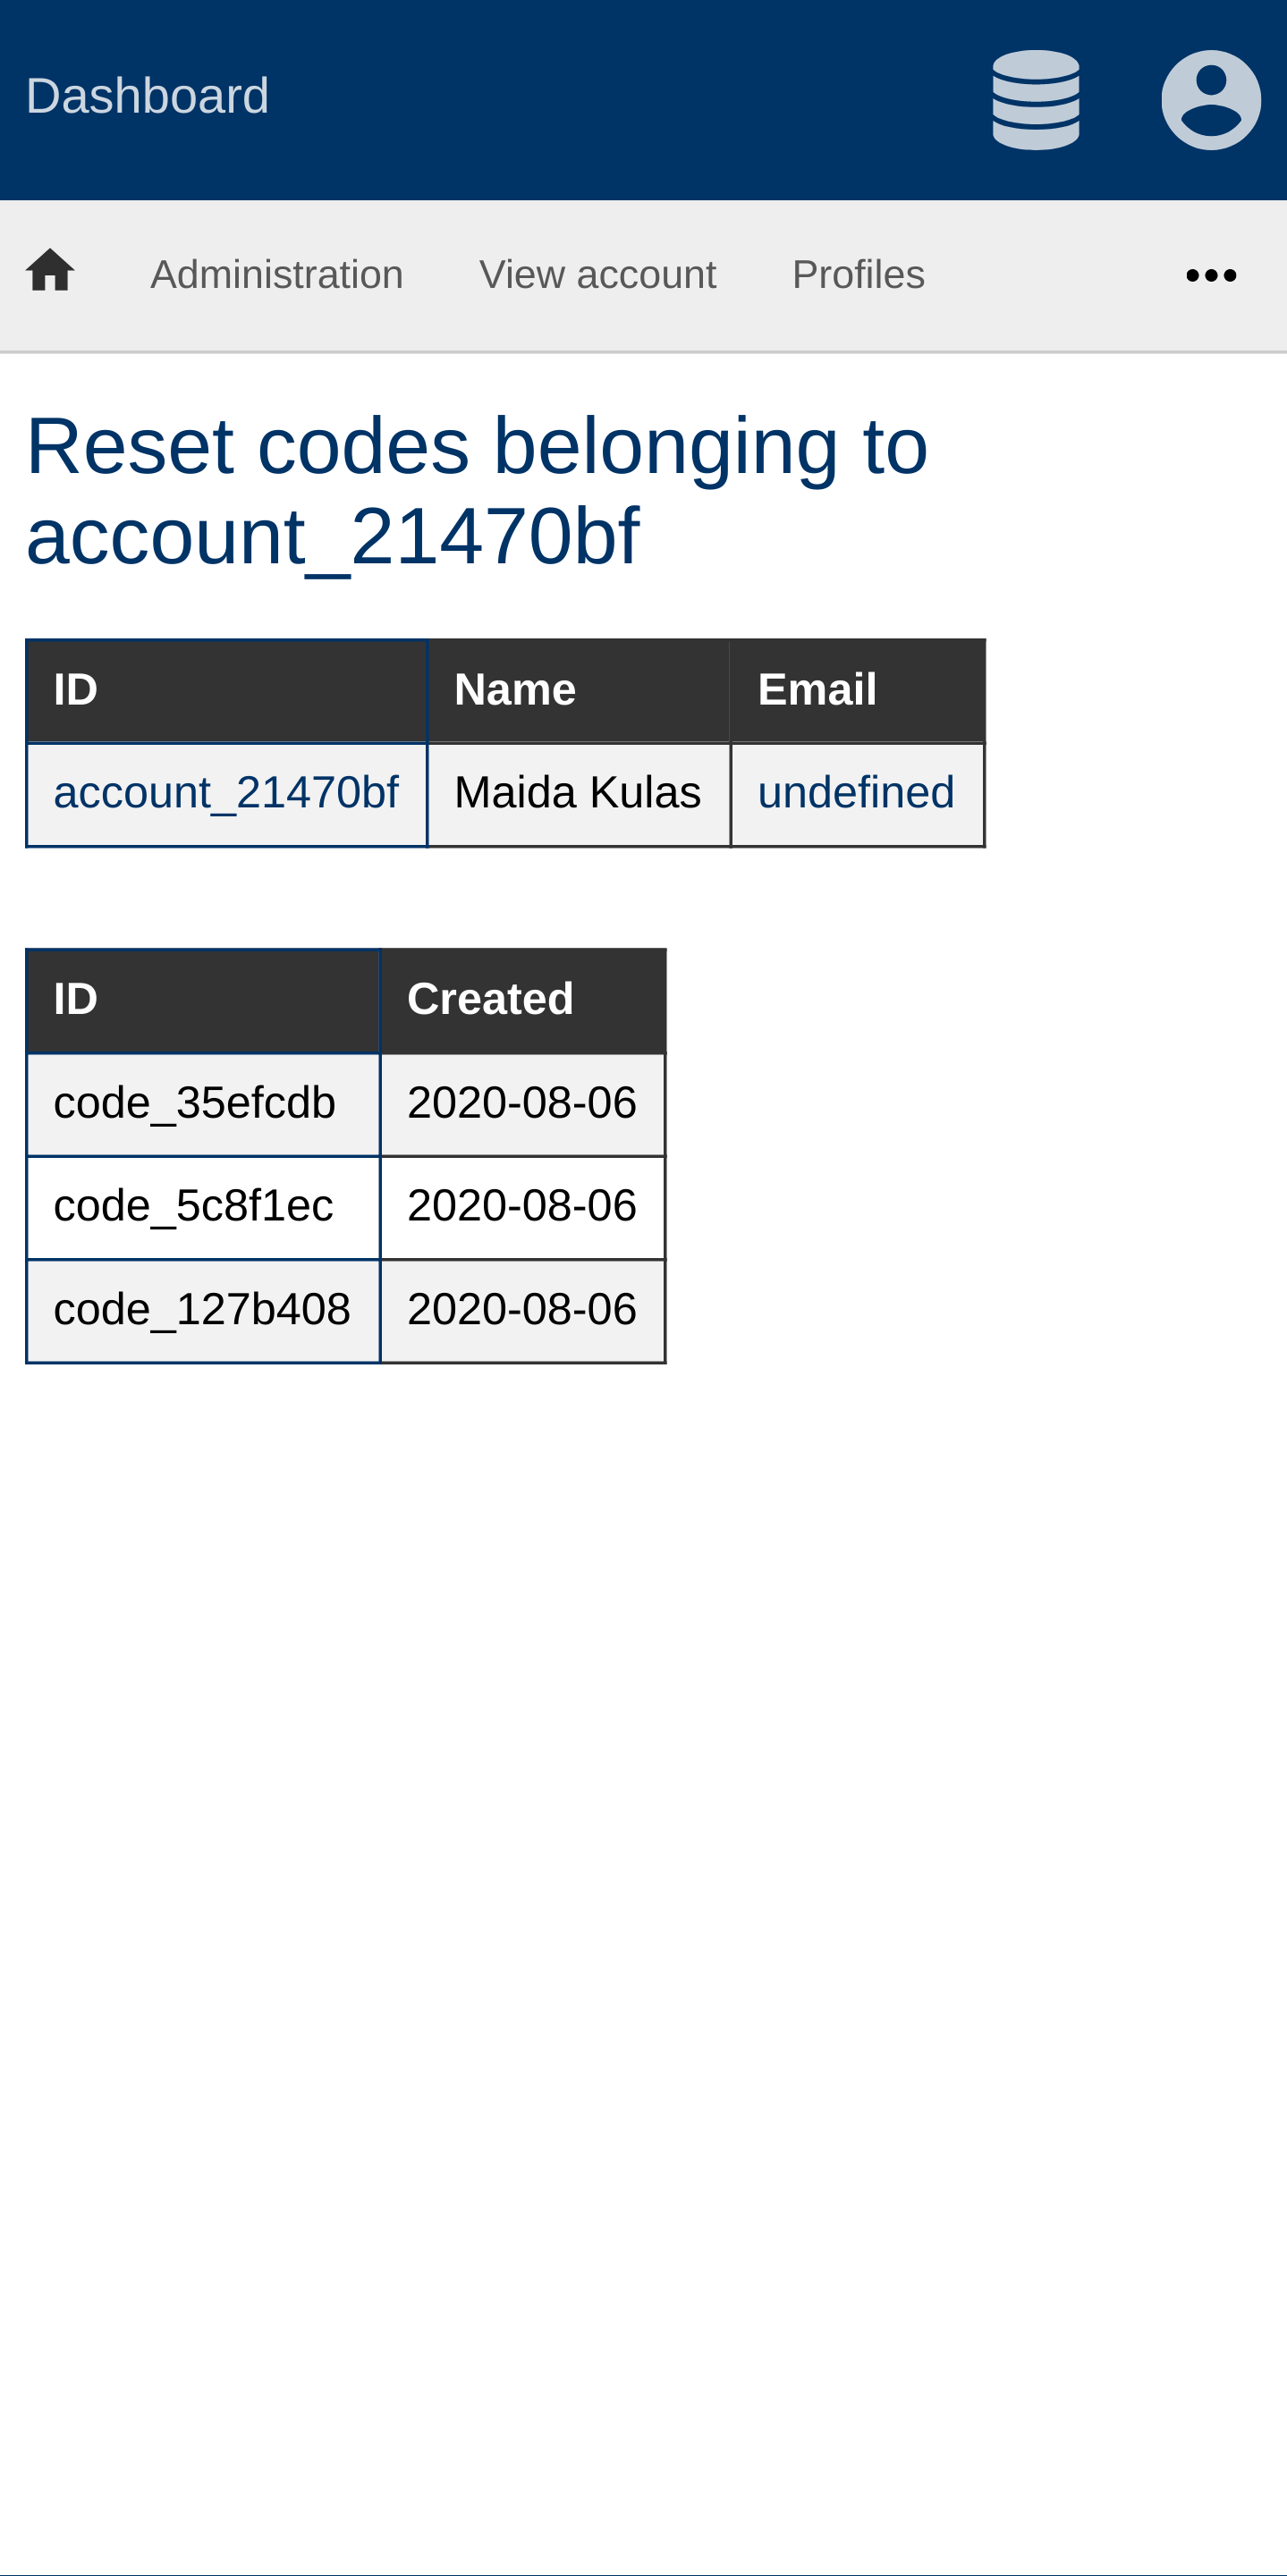 Dashboard
Administration View account Profiles
Reset codes belonging to
account_21470bf
ID Name Email
account_21470bf Maida Kulas undefined
ID Created
code_35efcdb 2020-08-06
code_5c8f1ec 2020-08-06
code_127b408 2020-08-06